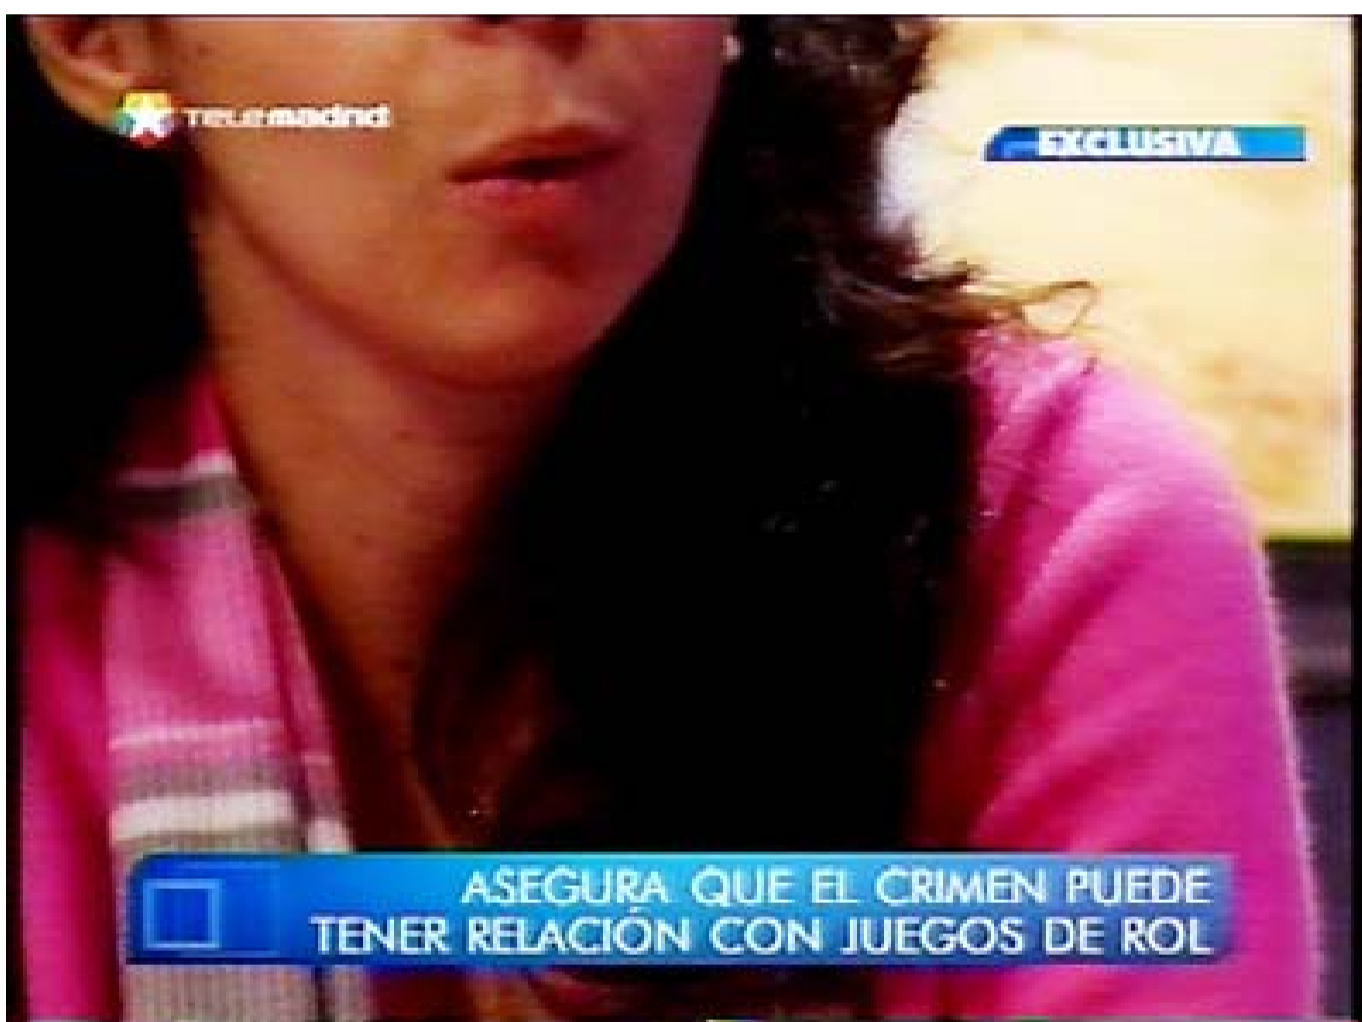 TELEmadrid
EXCLUSIVA
ASEGURA QUE EL CRIMEN PUEDE
TENER RELACIÓN CON JUEGOS DE ROL